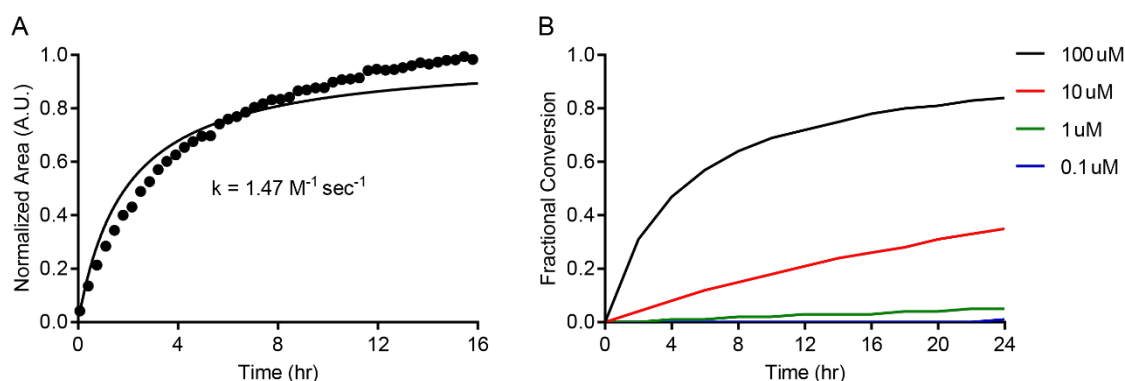 A
B
1.0
0.8
0.6
0.4
0.2
0.0
Normalized Area (A.U.)
k = 1.47 M⁻¹ sec⁻¹
0
4
8
12
16
Time (hr)
1.0
0.8
0.6
0.4
0.2
0.0
Fractional Conversion
0
4
8
12
16
20
24
Time (hr)
100 uM
10 uM
1 uM
0.1 uM